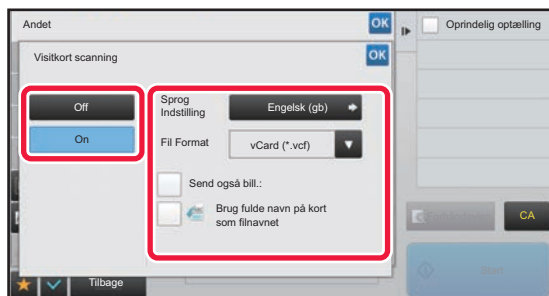 Andet
OK
Oprindelig optælling
Visitkort scanning
OK
Off
On
Sprog
Indstilling
Engelsk (gb)
Fil Format
vCard (*.vcf)
Send også bill.:
Brug fulde navn på kort
som filnavnet
CA
Start
Tilbage